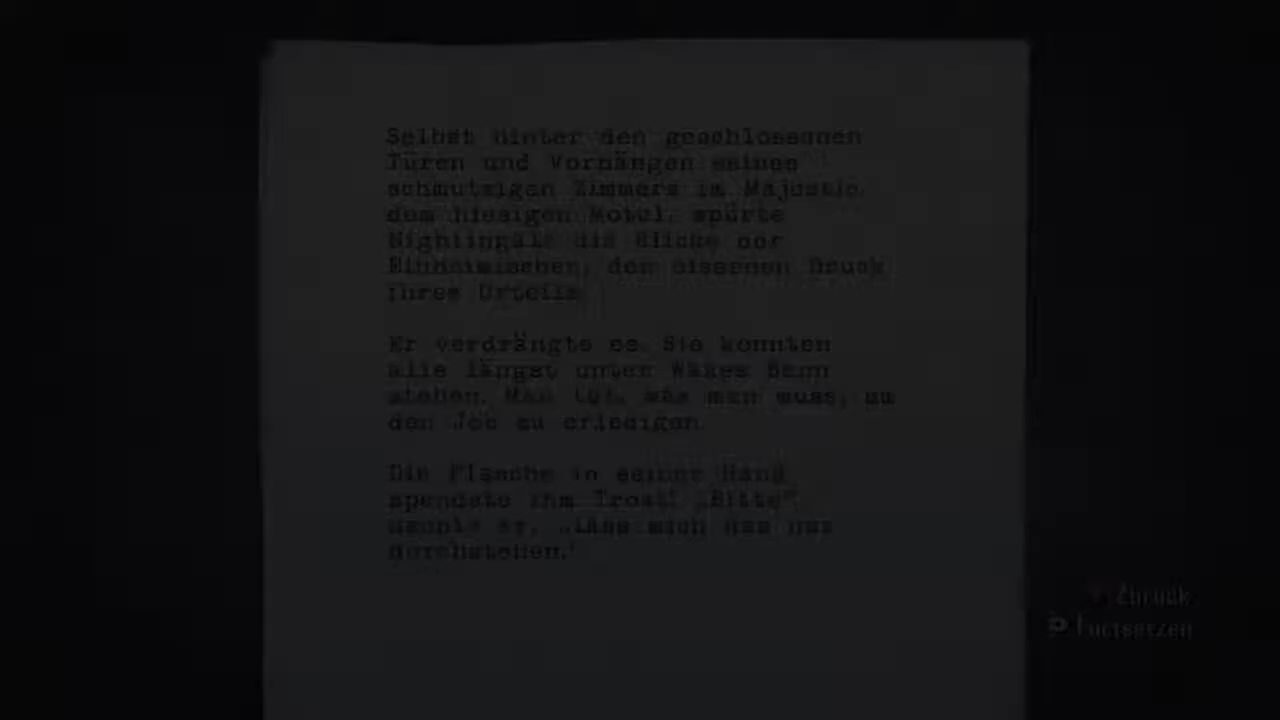 Selbst hinter den geschlossenen
Türen und Vorhängen seines
schmutzigen Zimmers im Majestic,
dem hiesigen Motel, spürte
Nightingale die Blicke der
Einheimischen, den eisernen Druck
ihres Urteils.
Er verdrängte es. Sie konnten
alle längst unter Wakes Bann
stehen. Man tut, was man muss, um
den Job zu erledigen.
Die Flasche in seiner Hand
spendete ihm Trost. „Bitte“,
er, „lass mich das nur
durchstehen.“
Zurück
Fortsetzen